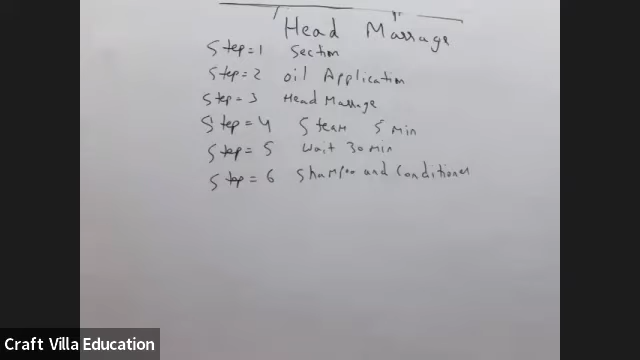 Head Massage
Step=1 Section
Step=2 oil Application
Step=3 Head Massage
Step=4 Steam 5 min
Step=5 wait 30 min
Step=6 Shampoo and Conditioner
Craft Villa Education